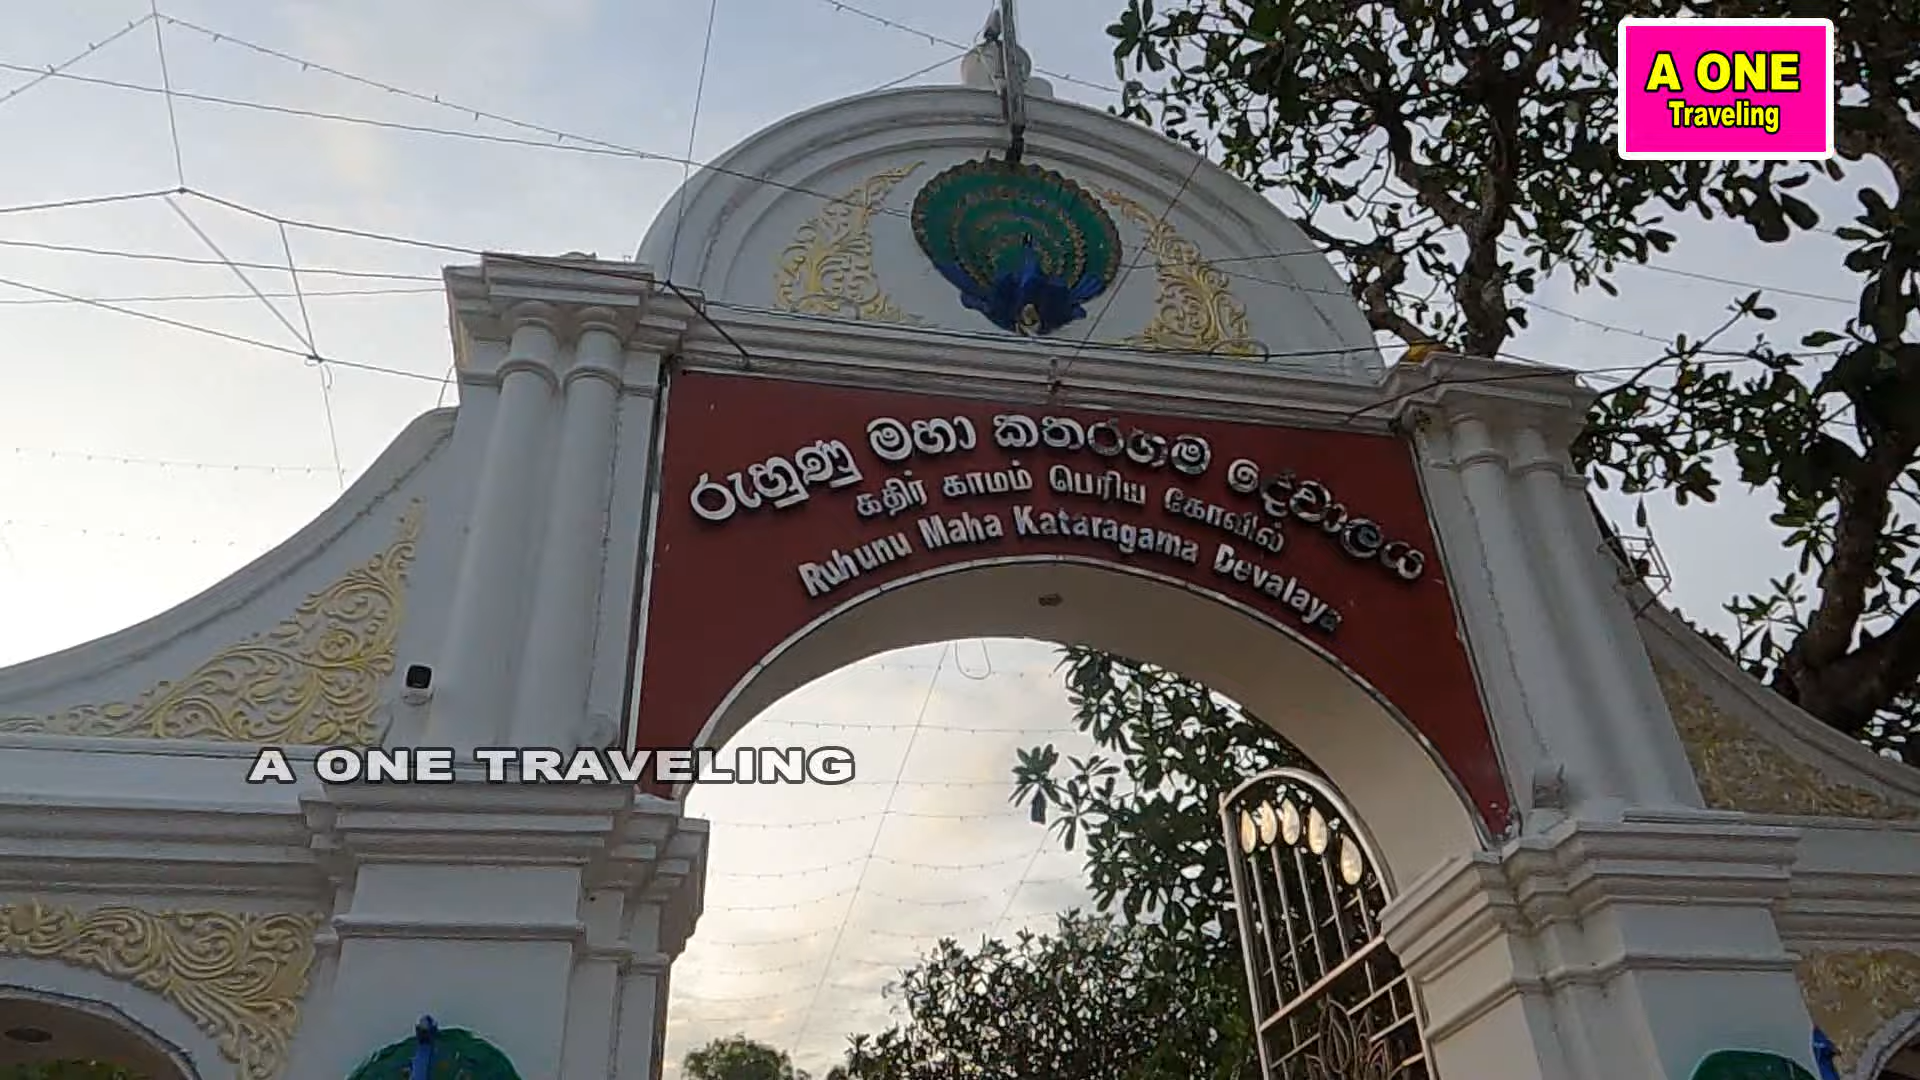 A ONE
Traveling
රුහුණු මහා කතරගම දේවාලය
கதிர் காமம் பெரிய கோவில்
Ruhunu Maha Kataragama Devalaya
A ONE TRAVELING